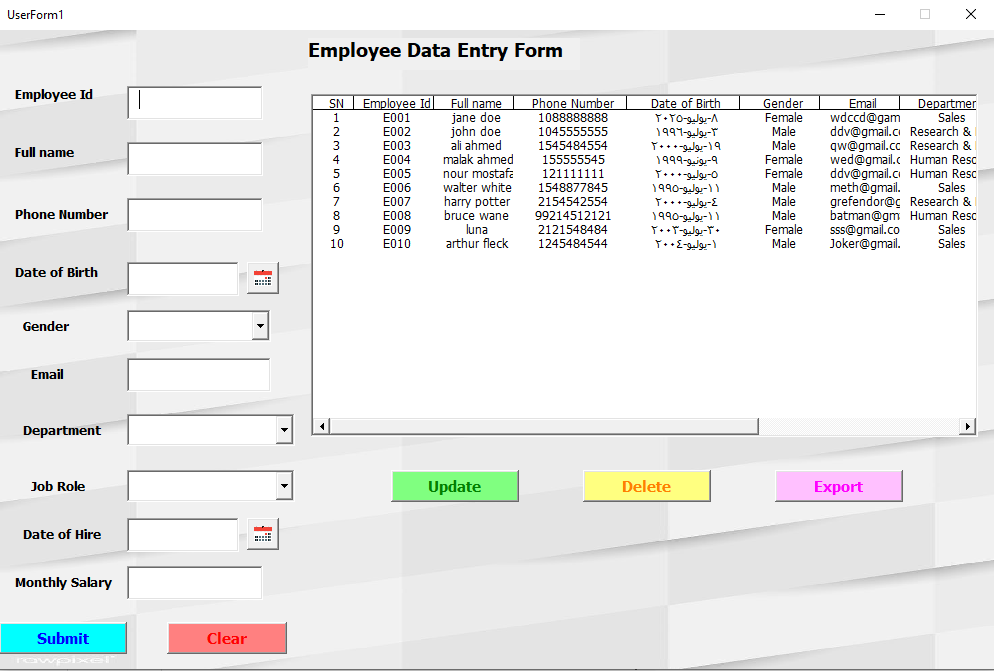 UserForm1
Employee Data Entry Form
Employee Id
Full name
Phone Number
Date of Birth
Gender
Email
Department
Job Role
Date of Hire
Monthly Salary
Submit Clear
SN Employee Id Full name Phone Number Date of Birth Gender Email Departmer
1 E001 jane doe 1088888888 ٨-يوليو-٢٠٢٥ Female wdccd@gam Sales
2 E002 john doe 1045555555 ٣-يوليو-١٩٩٦ Male ddv@gmail.cc Research &
3 E003 ali ahmed 1545484554 ١٩-يوليو-٢٠٠٠ Male qw@gmail.cc Research &
4 E004 malak ahmed 155555545 ٩-يونيو-١٩٩٩ Female wed@gmail.c Human Resc
5 E005 nour mostafa 121111111 ٥-يوليو-٢٠٠٠ Female ddv@gmail.cc Human Resc
6 E006 walter white 1548877845 ١١-يوليو-١٩٩٥ Male meth@gmail. Sales
7 E007 harry potter 2154542554 ٤-يوليو-٢٠٠٠ Male grefendor@g Research &
8 E008 bruce wane 99214512121 ١١-يوليو-١٩٩٥ Male batman@gm Human Resc
9 E009 luna 2121548484 ٣٠-يوليو-٢٠٠٣ Female sss@gmail.co Sales
10 E010 arthur fleck 1245484544 ١-يوليو-٢٠٠٤ Male Joker@gmail. Sales
Update Delete Export
rawpixel